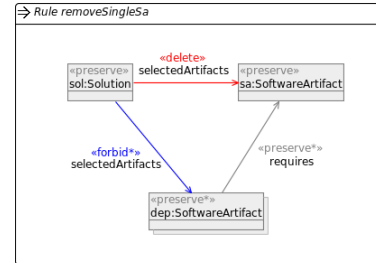 Rule removeSingleSa
«delete»
selectedArtifacts
«preserve»
sol:Solution
«preserve»
sa:SoftwareArtifact
«forbid*»
selectedArtifacts
«preserve*»
requires
«preserve*»
dep:SoftwareArtifact